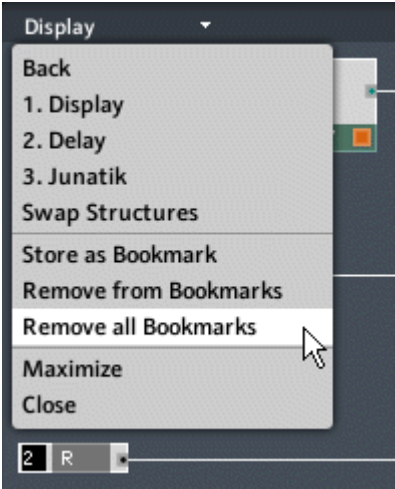 Display
Back
1. Display
2. Delay
3. Junatik
Swap Structures
Store as Bookmark
Remove from Bookmarks
Remove all Bookmarks
Maximize
Close
2 R